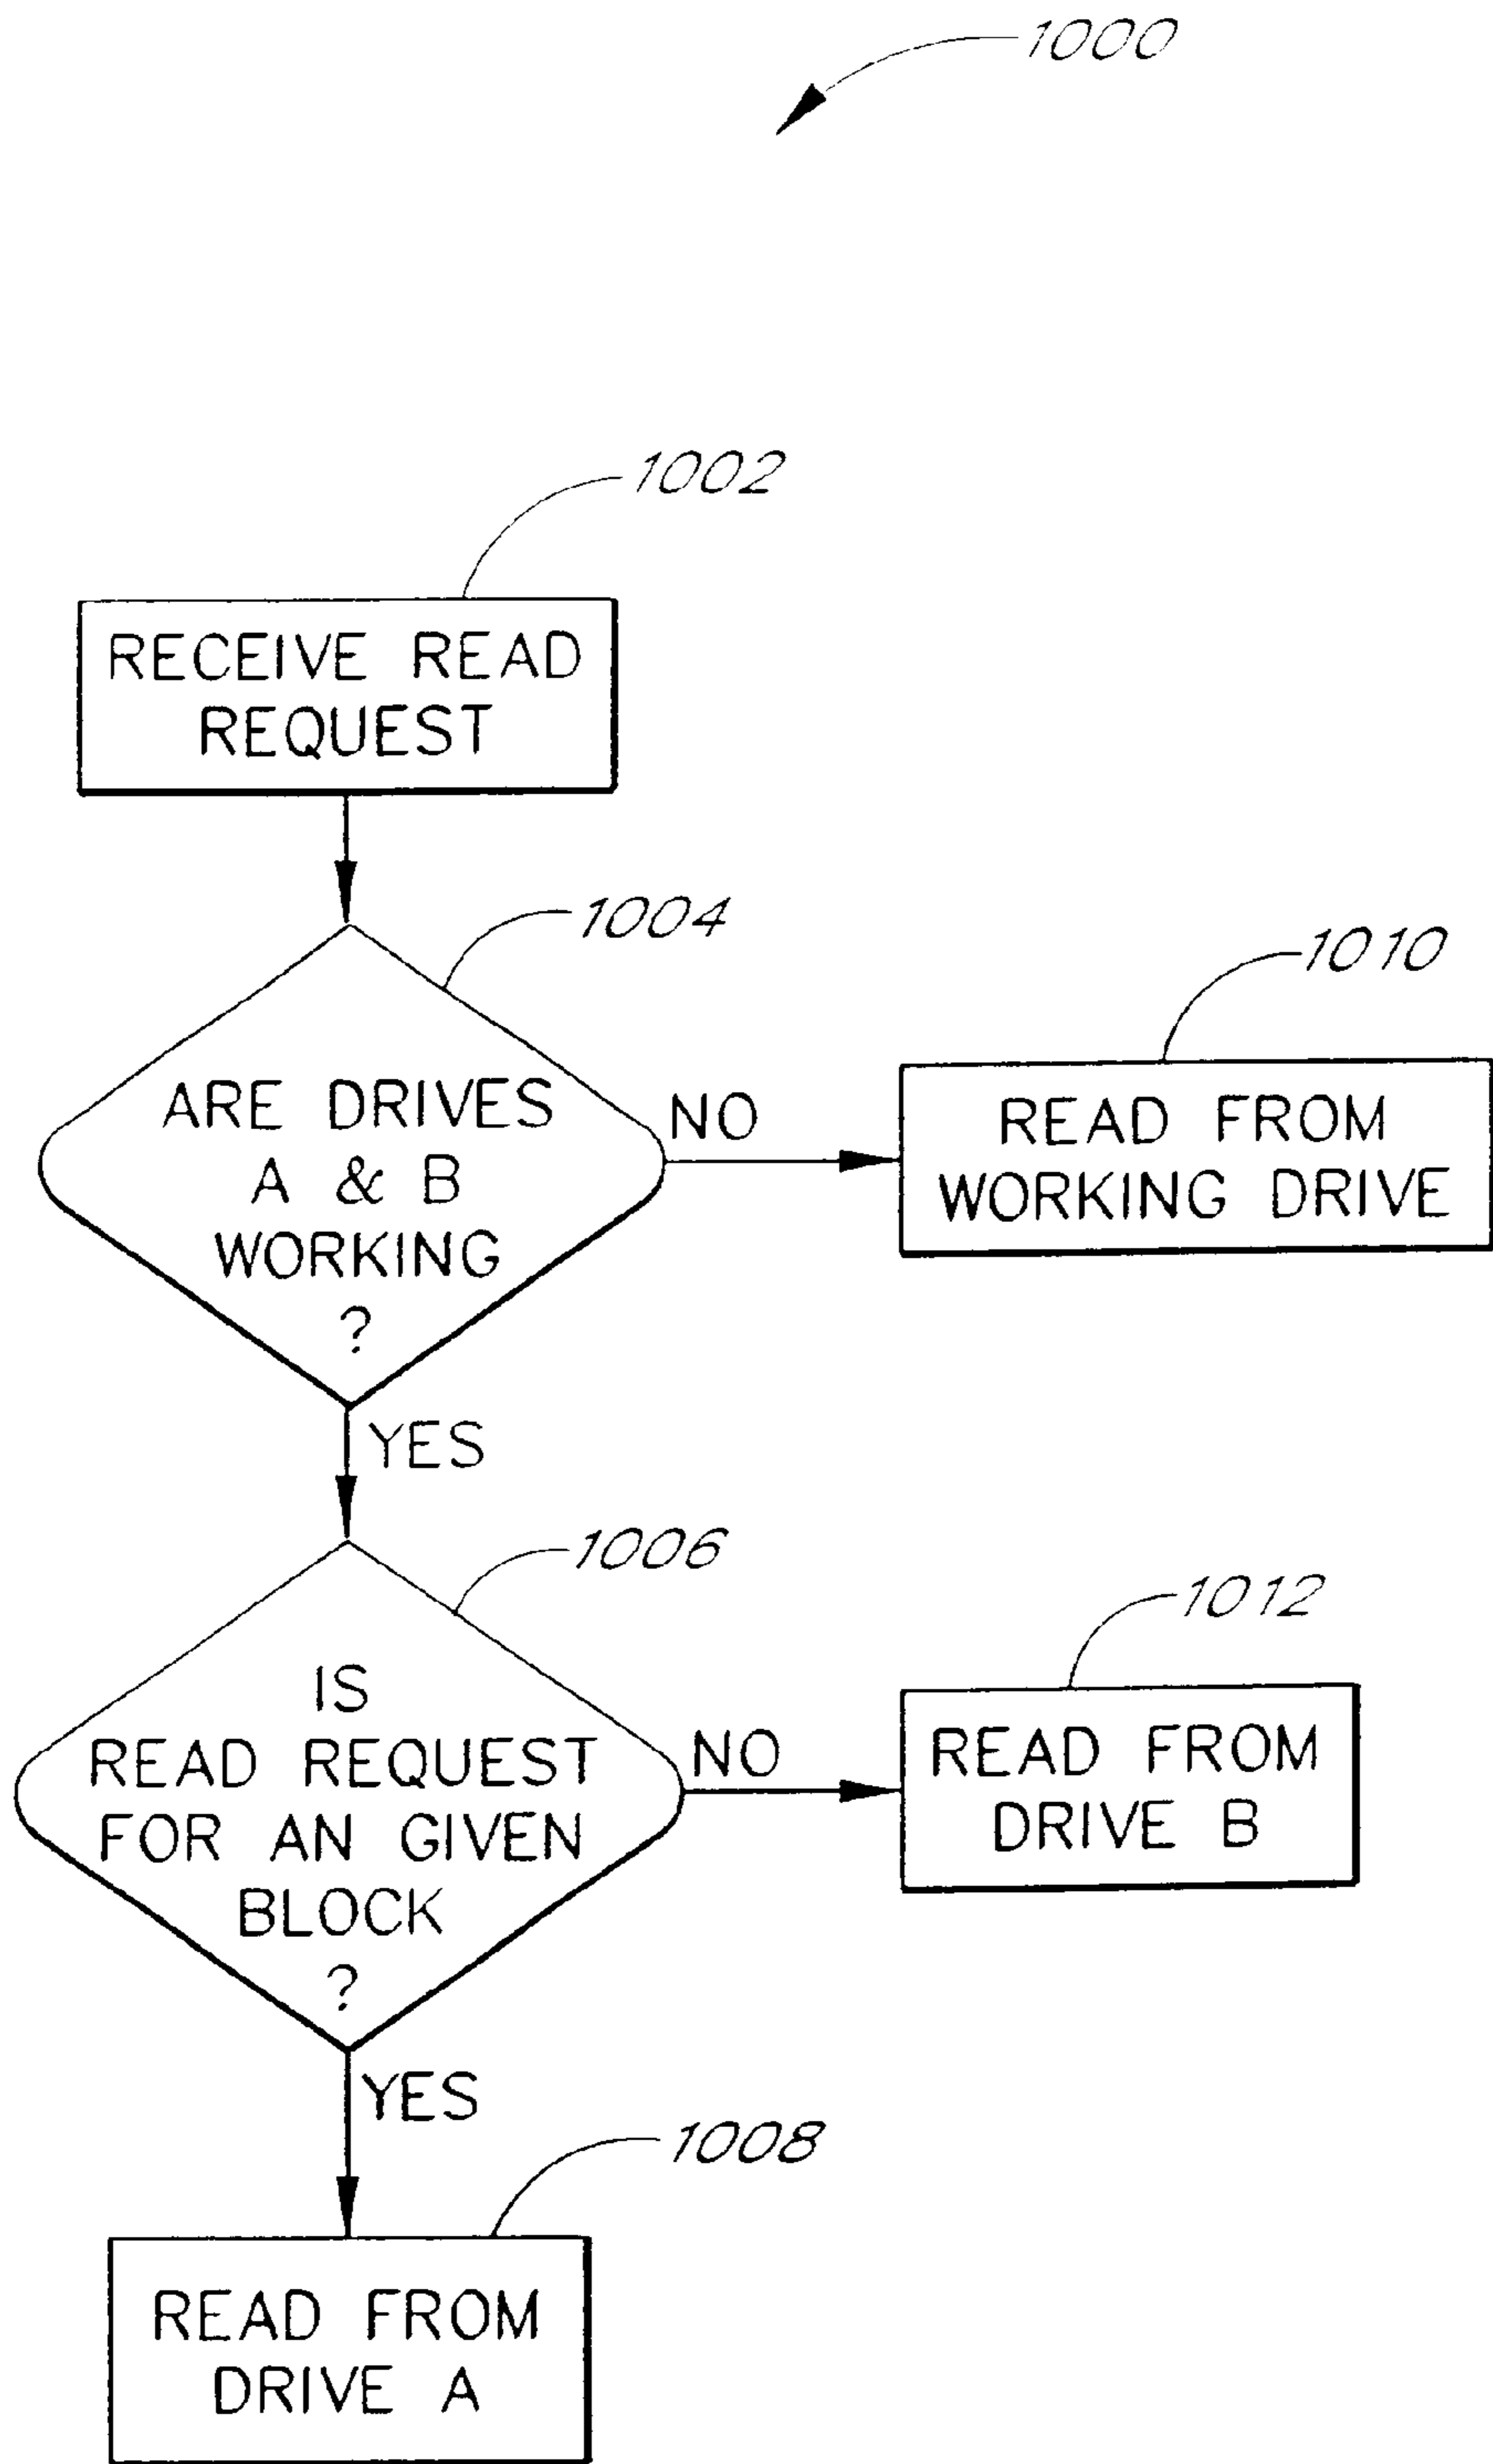 1000
1002
RECEIVE READ
REQUEST
1004
ARE DRIVES
A & B
WORKING
?
NO
1010
READ FROM
WORKING DRIVE
YES
1006
IS
READ REQUEST
FOR AN GIVEN
BLOCK
?
NO
1012
READ FROM
DRIVE B
YES
1008
READ FROM
DRIVE A